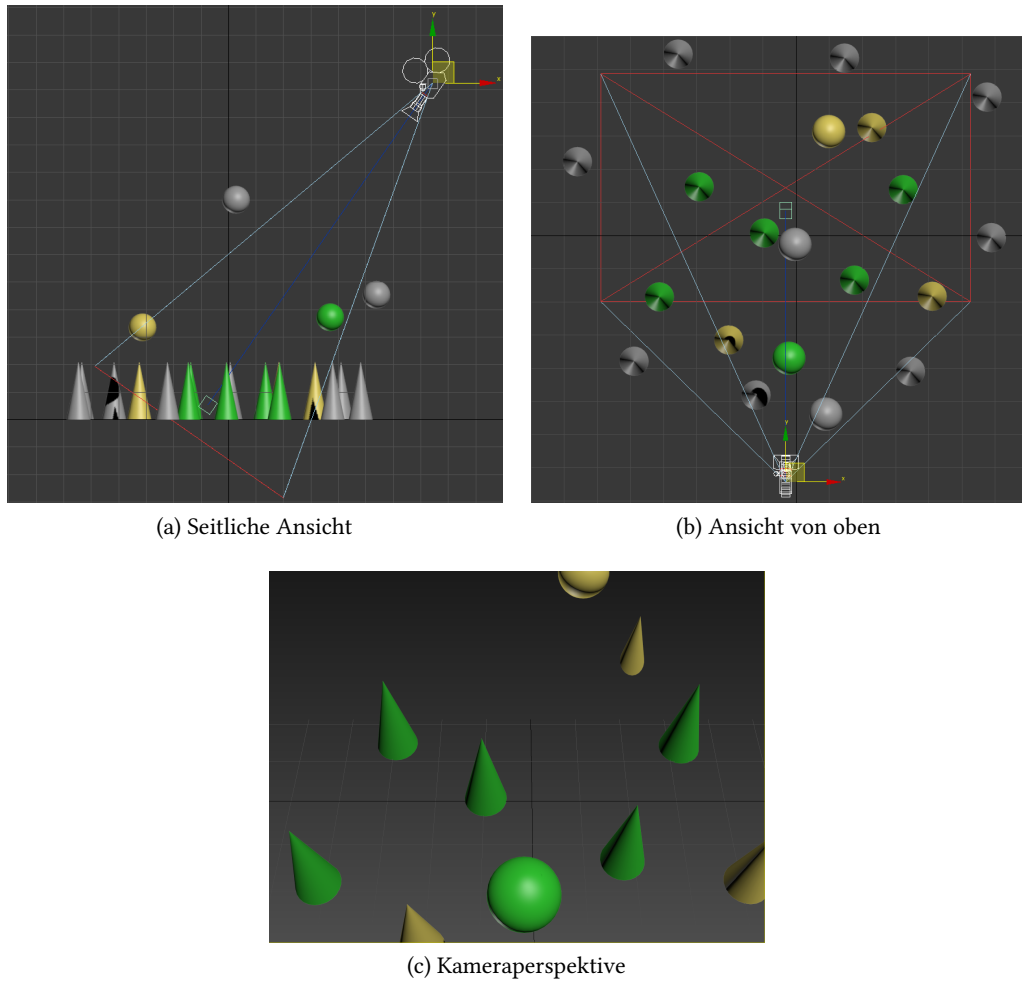 y
x
(a) Seitliche Ansicht
y
x
(b) Ansicht von oben
(c) Kameraperspektive